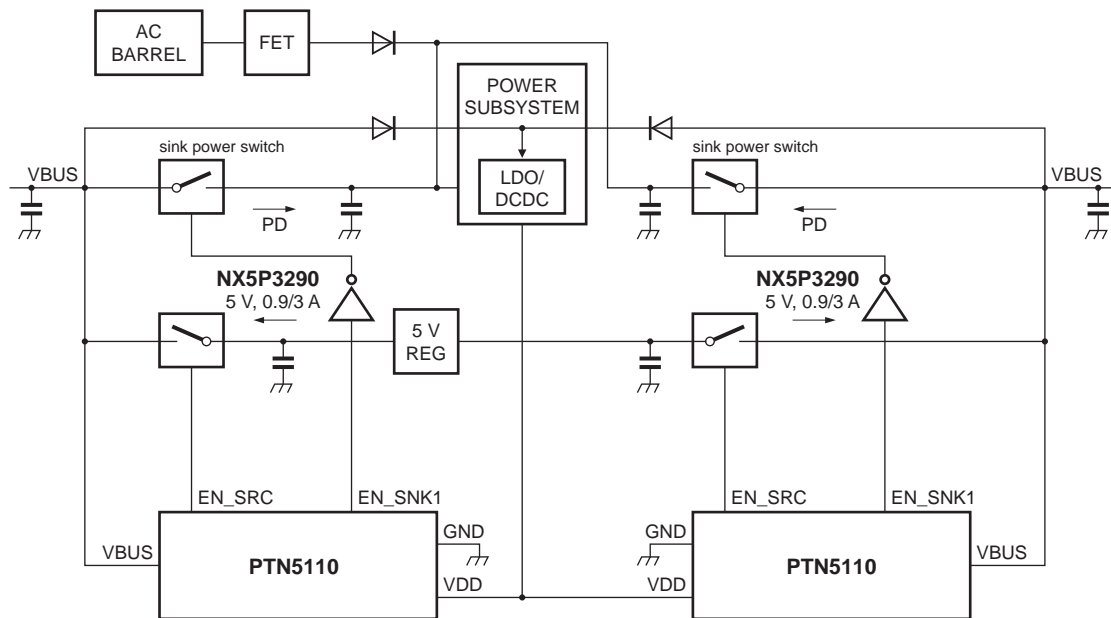 AC
BARREL
FET
POWER
SUBSYSTEM
LDO/
DCDC
sink power switch
sink power switch
VBUS
VBUS
PD
PD
NX5P3290
5 V, 0.9/3 A
NX5P3290
5 V, 0.9/3 A
5 V
REG
EN_SRC
EN_SNK1
EN_SRC
EN_SNK1
VBUS
GND
GND
VBUS
PTN5110
PTN5110
VDD
VDD